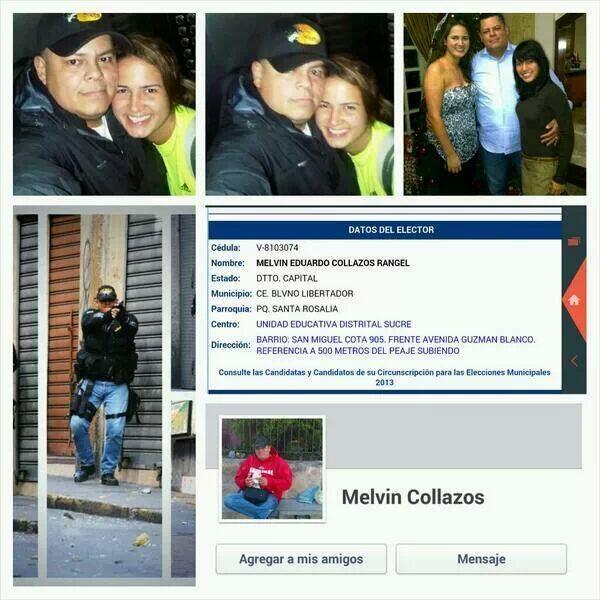 DATOS DEL ELECTOR
Cédula: V-8103074
Nombre: MELVIN EDUARDO COLLAZOS RANGEL
Estado: DTTO. CAPITAL
Municipio: CE. BLVNO LIBERTADOR
Parroquia: PQ. SANTA ROSALIA
Centro: UNIDAD EDUCATIVA DISTRITAL SUCRE
Dirección: BARRIO: SAN MIGUEL COTA 905. FRENTE AVENIDA GUZMAN BLANCO.
REFERENCIA A 500 METROS DEL PEAJE SUBIENDO
Consulte las Candidatas y Candidatos de su Circunscripción para las Elecciones Municipales
2013
Melvin Collazos
Agregar a mis amigos
Mensaje